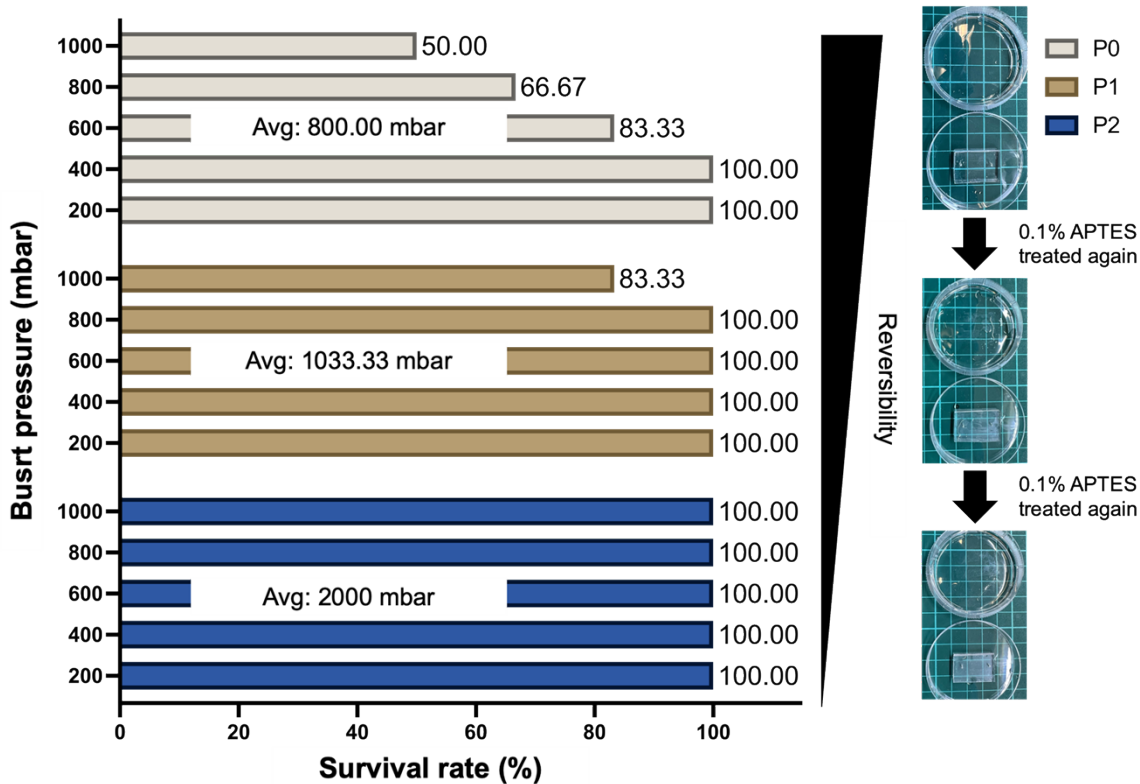 Busrt pressure (mbar)
1000
50.00
800
66.67
600
Avg: 800.00 mbar
83.33
400
100.00
200
100.00
1000
83.33
800
100.00
600
Avg: 1033.33 mbar
100.00
400
100.00
200
100.00
1000
100.00
800
100.00
600
Avg: 2000 mbar
100.00
400
100.00
200
100.00
0
20
40
60
80
100
Survival rate (%)
Reversibility
P0
P1
P2
0.1% APTES
treated again
0.1% APTES
treated again